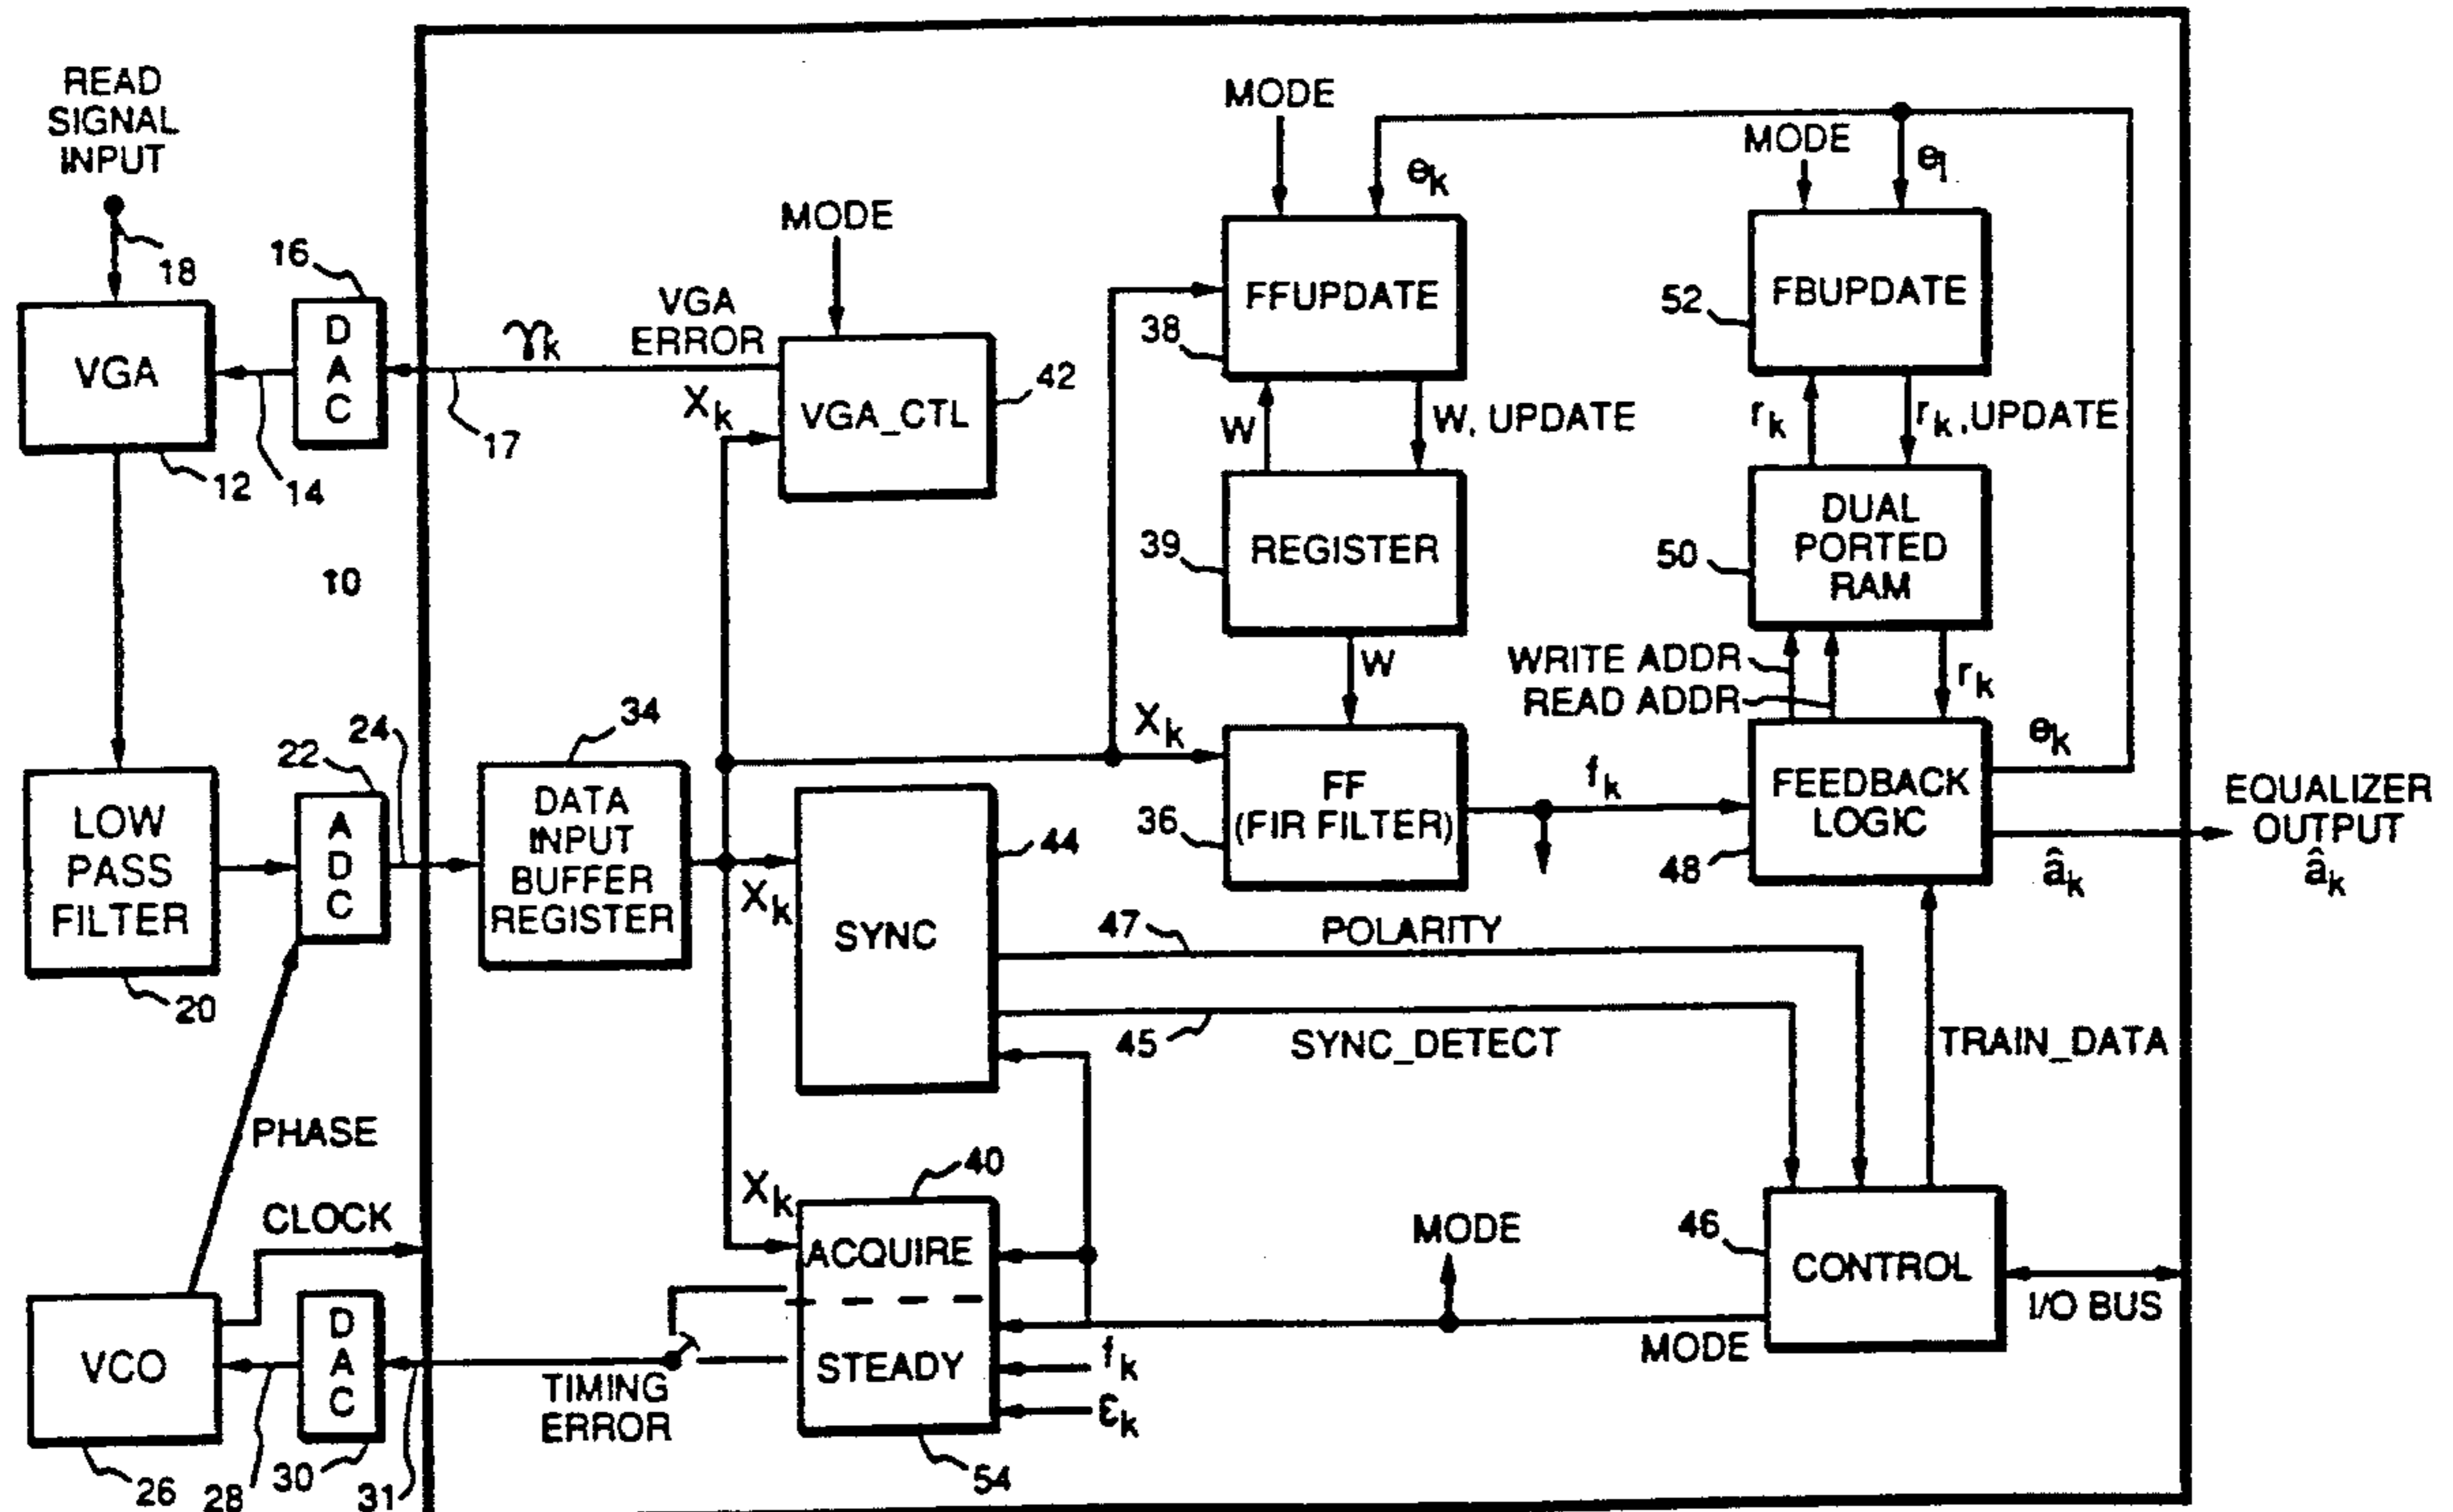 READ
SIGNAL
INPUT
18
16
VGA
12
14
D
A
C
17
γk
VGA
ERROR
MODE
Xk
VGA_CTL
42
10
MODE
ek
FFUPDATE
38
W
W, UPDATE
39
REGISTER
W
MODE
el
52
FBUPDATE
rk
rk, UPDATE
50
DUAL
PORTED
RAM
WRITE ADDR
READ ADDR
rk
LOW
PASS
FILTER
20
22
24
A
D
C
34
DATA
INPUT
BUFFER
REGISTER
Xk
SYNC
44
Xk
36
FF
(FIR FILTER)
fk
48
FEEDBACK
LOGIC
ek
âk
EQUALIZER
OUTPUT
âk
47
POLARITY
45
SYNC_DETECT
TRAIN_DATA
PHASE
CLOCK
VCO
26
28
D
A
C
30
31
TIMING
ERROR
Xk
40
ACQUIRE
STEADY
54
fk
εk
MODE
MODE
46
CONTROL
I/O BUS